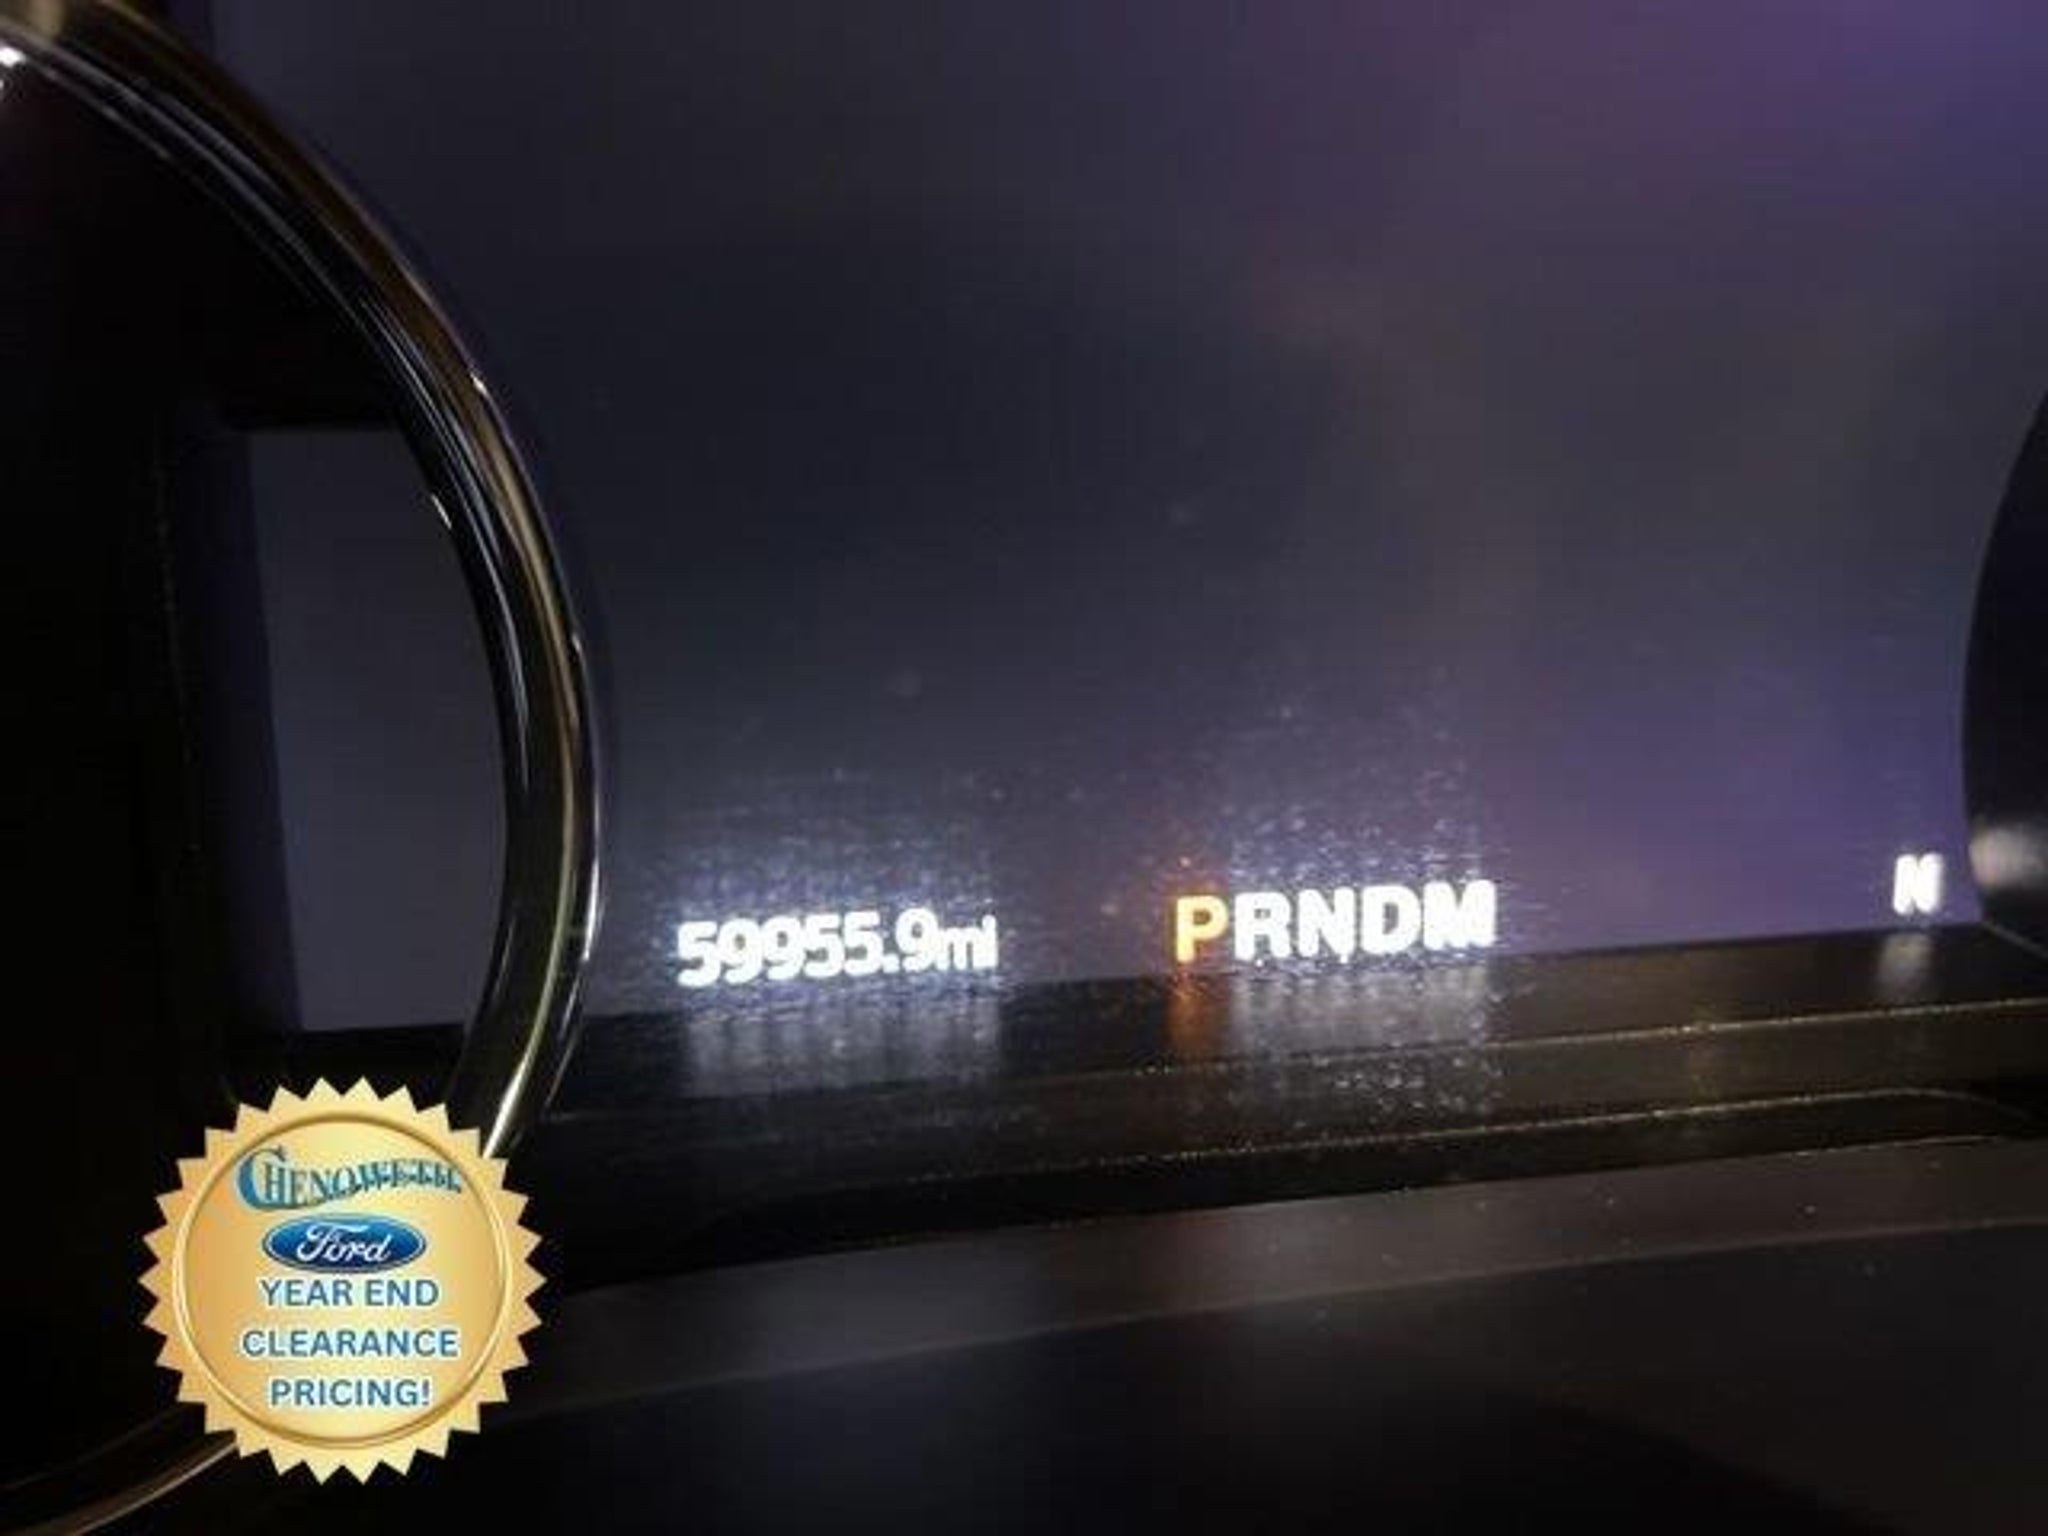 59955.9mi
PRNDM
N
CHENOWETH
Ford
YEAR END
CLEARANCE
PRICING!